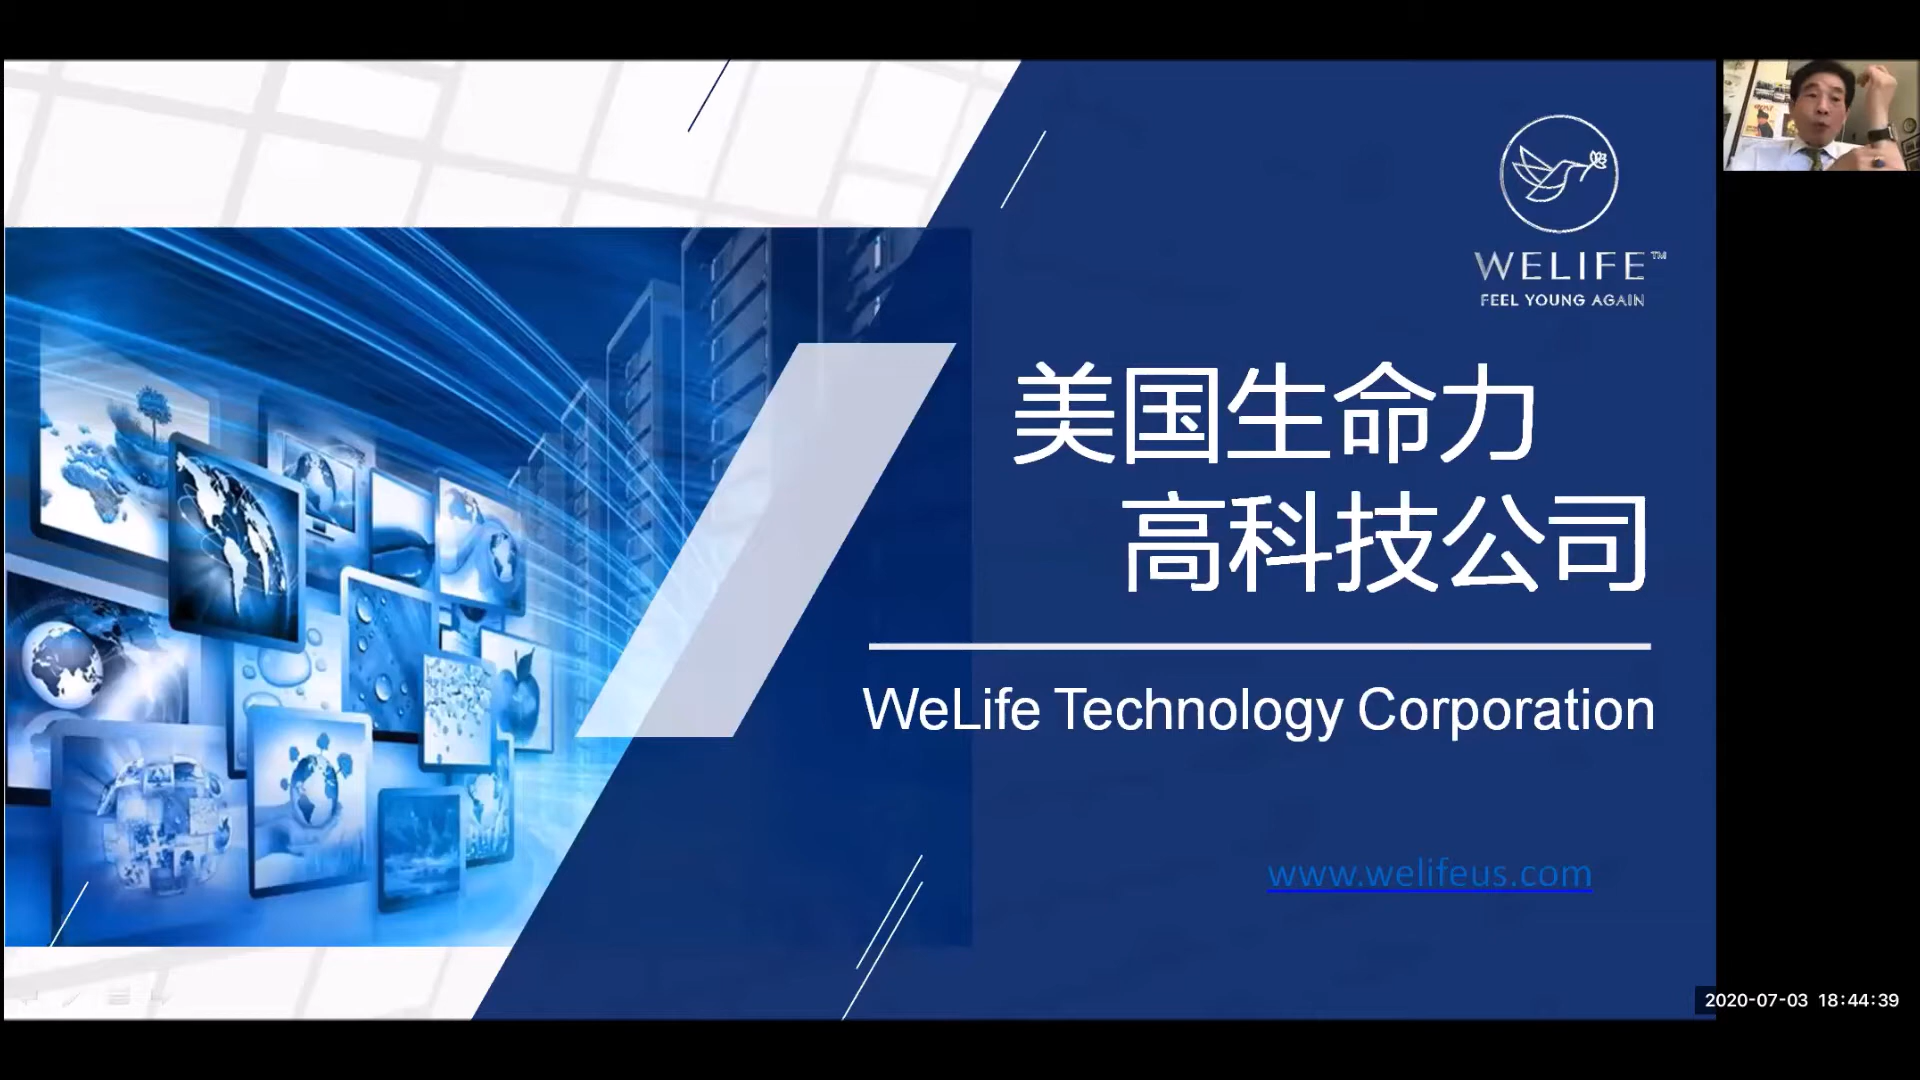 WELIFE™
FEEL YOUNG AGAIN
美国生命力
高科技公司
WeLife Technology Corporation
www.welifeus.com
2020-07-03 18:44:39